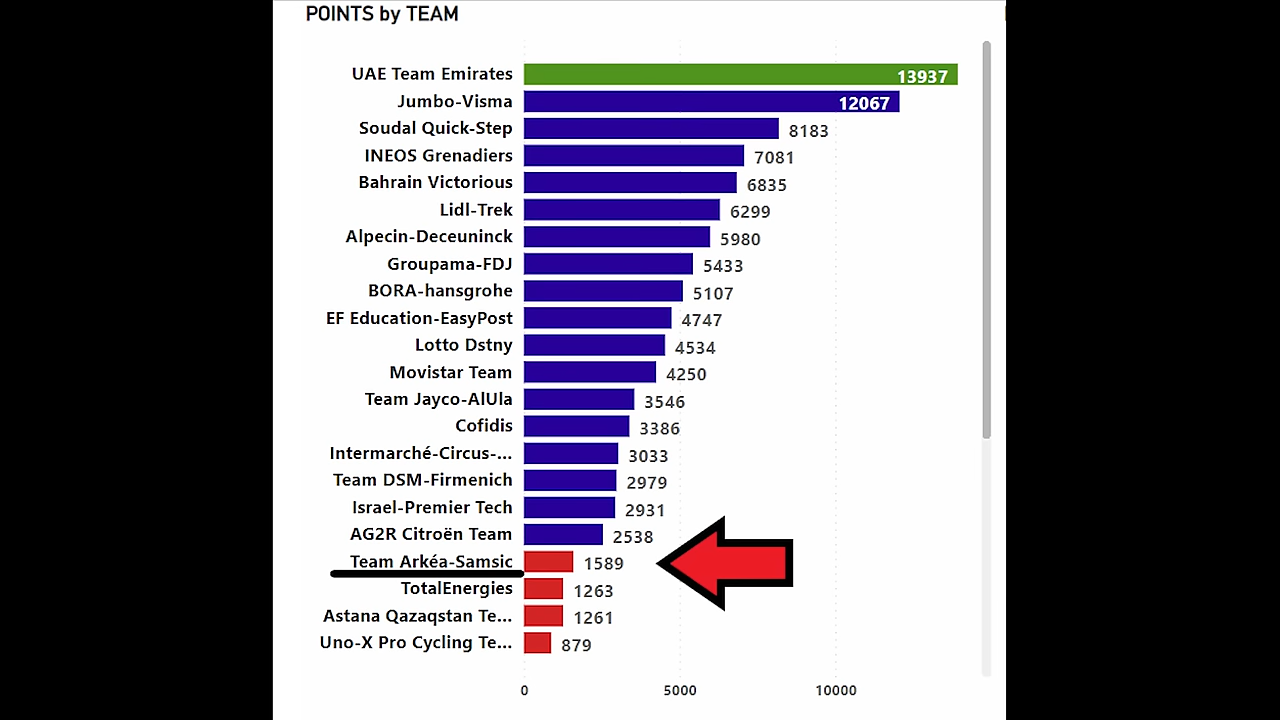 POINTS by TEAM
UAE Team Emirates 13937
Jumbo-Visma 12067
Soudal Quick-Step 8183
INEOS Grenadiers 7081
Bahrain Victorious 6835
Lidl-Trek 6299
Alpecin-Deceuninck 5980
Groupama-FDJ 5433
BORA-hansgrohe 5107
EF Education-EasyPost 4747
Lotto Dstny 4534
Movistar Team 4250
Team Jayco-AlUla 3546
Cofidis 3386
Intermarché-Circus-... 3033
Team DSM-Firmenich 2979
Israel-Premier Tech 2931
AG2R Citroën Team 2538
Team Arkéa-Samsic 1589
TotalEnergies 1263
Astana Qazaqstan Te... 1261
Uno-X Pro Cycling Te... 879
0 5000 10000